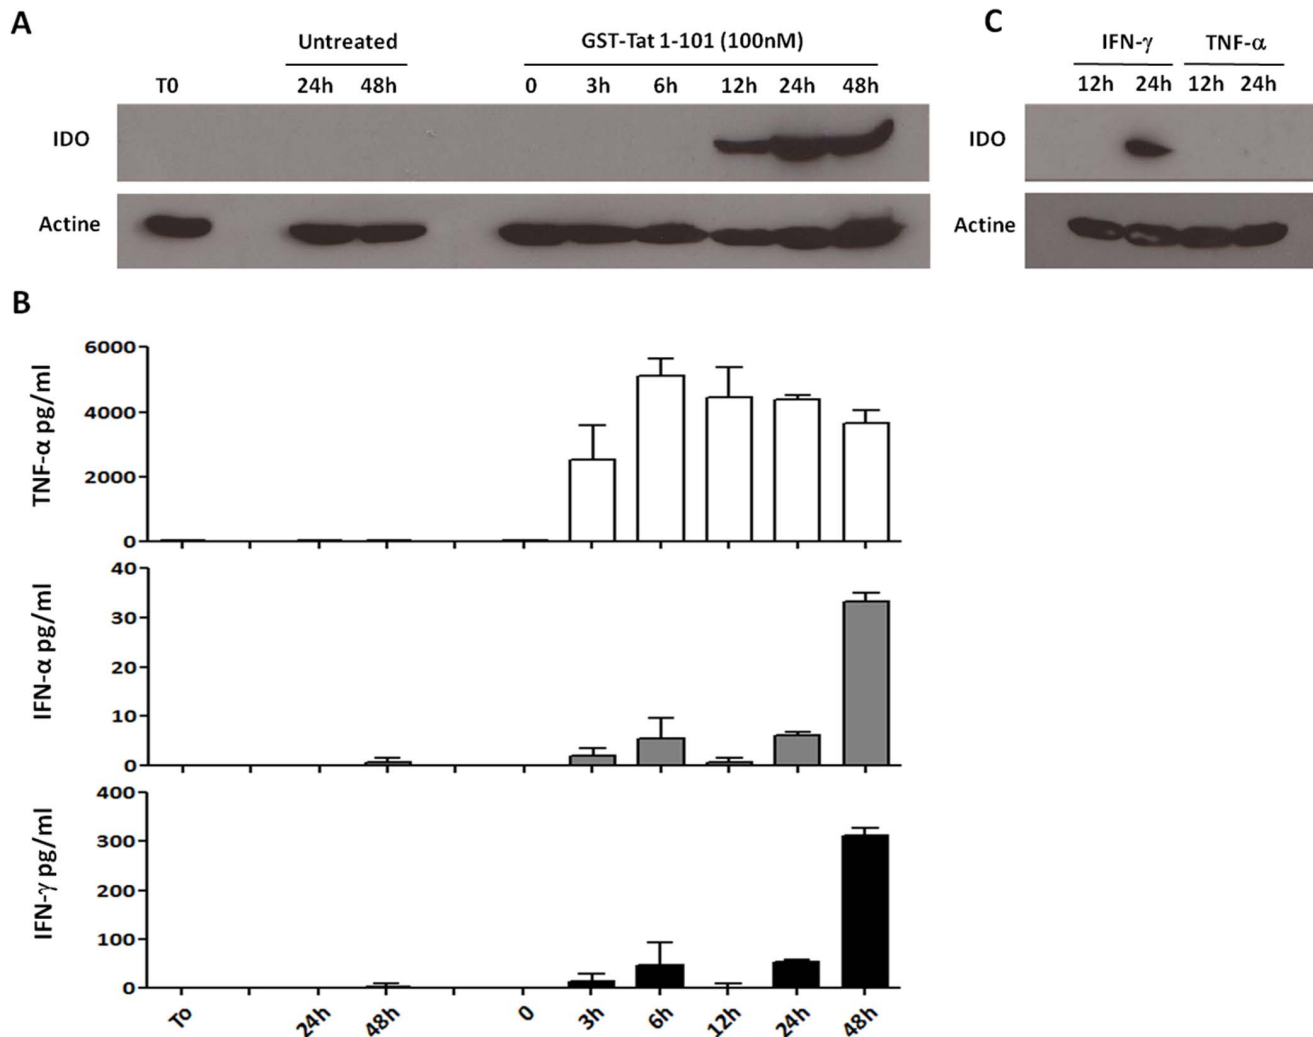 A
Untreated
GST-Tat 1-101 (100nM)
T0 24h 48h 0 3h 6h 12h 24h 48h
IDO
Actine
C
IFN-γ TNF-α
12h 24h 12h 24h
IDO
Actine
B
TNF-α pg/ml
6000
4000
2000
0
IFN-α pg/ml
40
30
20
10
0
IFN-γ pg/ml
400
300
200
100
0
To 24h 48h 0 3h 6h 12h 24h 48h